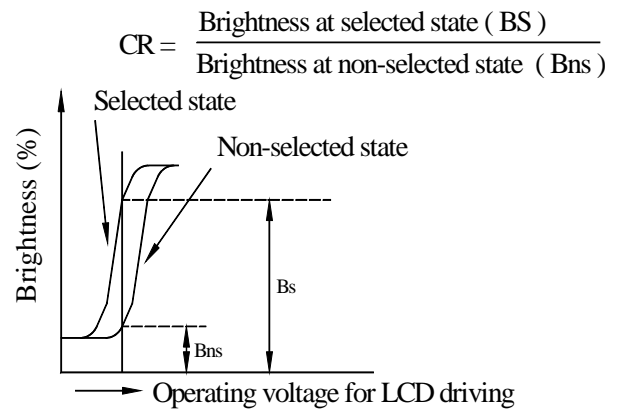 CR = Brightness at selected state ( BS )
Brightness at non-selected state ( Bns )
Selected state
Non-selected state
Brightness (%)
Bs
Bns
Operating voltage for LCD driving